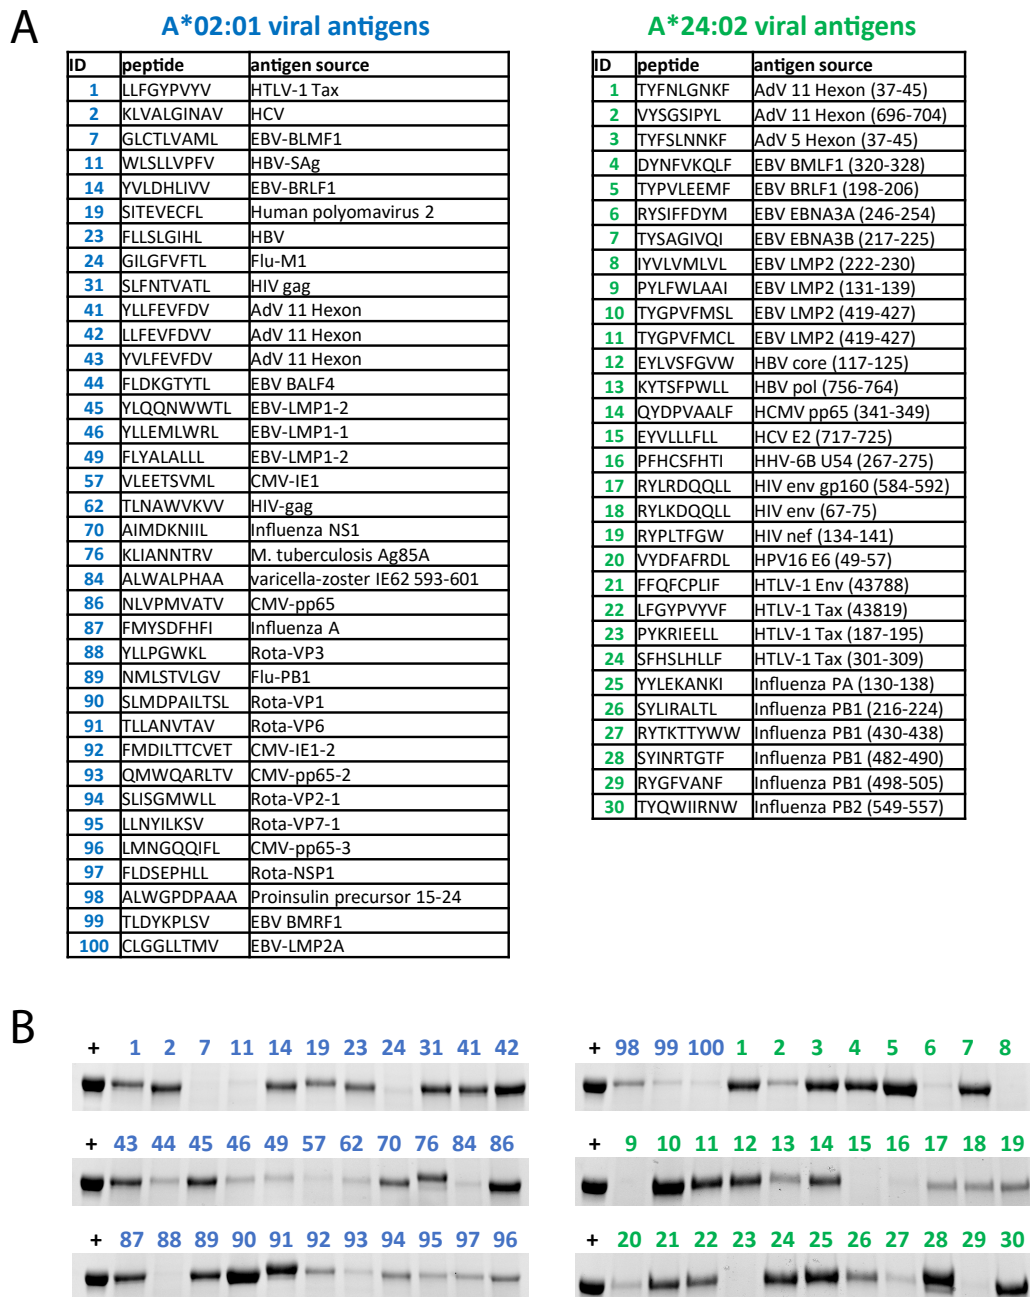 A
A*02:01 viral antigens
ID peptide antigen source
1 LLFGYPVYV HTLV-1 Tax
2 KLVALGINAV HCV
7 GLCTLVAML EBV-BLMF1
11 WLSLLVPFV HBV-SAg
14 YVLDHLIVV EBV-BRLF1
19 SITEVECFL Human polyomavirus 2
23 FLLSLGIHL HBV
24 GILGFVFTL Flu-M1
31 SLFNTVATL HIV gag
41 YLLFEVFDV AdV 11 Hexon
42 LLFEVFDVV AdV 11 Hexon
43 YVLFEVFDV AdV 11 Hexon
44 FLDKGTYTL EBV BALF4
45 YLQQNWWTL EBV-LMP1-2
46 YLLEMLWRL EBV-LMP1-1
49 FLYALALLL EBV-LMP1-2
57 VLEETSVML CMV-IE1
62 TLNAWVKVV HIV-gag
70 AIMDKNIIL Influenza NS1
76 KLIANNTRV M. tuberculosis Ag85A
84 ALWALPHAA varicella-zoster IE62 593-601
86 NLVPMVATV CMV-pp65
87 FMYSDFHFI Influenza A
88 YLLPGWKL Rota-VP3
89 NMLSTVLGV Flu-PB1
90 SLMDPAILTSL Rota-VP1
91 TLLANVTAV Rota-VP6
92 FMDILTTCVET CMV-IE1-2
93 QMWQARLTV CMV-pp65-2
94 SLISGMWLL Rota-VP2-1
95 LLNYILKSV Rota-VP7-1
96 LMNGQQIFL CMV-pp65-3
97 FLDSEPHLL Rota-NSP1
98 ALWGPDPAAA Proinsulin precursor 15-24
99 TLDYKPLSV EBV BMRF1
100 CLGGLLTMV EBV-LMP2A
A*24:02 viral antigens
ID peptide antigen source
1 TYFNLGNKF AdV 11 Hexon (37-45)
2 VYSGSIPYL AdV 11 Hexon (696-704)
3 TYFSLNNKF AdV 5 Hexon (37-45)
4 DYNFVKQLF EBV BMLF1 (320-328)
5 TYPVLEEMF EBV BRLF1 (198-206)
6 RYSIFFDYM EBV EBNA3A (246-254)
7 TYSAGIVQI EBV EBNA3B (217-225)
8 IYVLVMLVL EBV LMP2 (222-230)
9 PYLFWLAAI EBV LMP2 (131-139)
10 TYGPVFMSL EBV LMP2 (419-427)
11 TYGPVFMCL EBV LMP2 (419-427)
12 EYLVSFGVW HBV core (117-125)
13 KYTSFPWLL HBV pol (756-764)
14 QYDPVAALF HCMV pp65 (341-349)
15 EYVLLLFLL HCV E2 (717-725)
16 PFHCSFHTI HHV-6B U54 (267-275)
17 RYLRDQQLL HIV env gp160 (584-592)
18 RYLKDQQLL HIV env (67-75)
19 RYPLTFGW HIV nef (134-141)
20 VYDFAFRDL HPV16 E6 (49-57)
21 FFQFCPLIF HTLV-1 Env (43788)
22 LFGYPVYVF HTLV-1 Tax (43819)
23 PYKRIEELL HTLV-1 Tax (187-195)
24 SFHSLHLLF HTLV-1 Tax (301-309)
25 YYLEKANKI Influenza PA (130-138)
26 SYLIRALTL Influenza PB1 (216-224)
27 RYTKTTYWW Influenza PB1 (430-438)
28 SYINRTGTF Influenza PB1 (482-490)
29 RYGFVANF Influenza PB1 (498-505)
30 TYQWIIRNW Influenza PB2 (549-557)
B
+ 1 2 7 11 14 19 23 24 31 41 42
+ 43 44 45 46 49 57 62 70 76 84 86
+ 87 88 89 90 91 92 93 94 95 97 96
+ 98 99 100 1 2 3 4 5 6 7 8
+ 9 10 11 12 13 14 15 16 17 18 19
+ 20 21 22 23 24 25 26 27 28 29 30